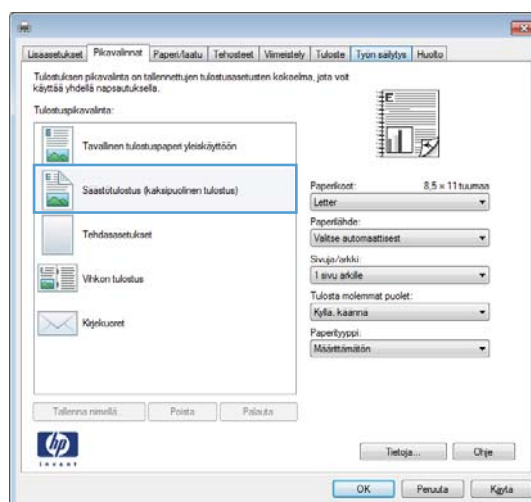 Lisäasetukset Pikavalinnat Paperi/laatu Tehosteet Viimeistely Tuloste Työn säilytys Huolto
Tulostuksen pikavalinta on tallennettujen tulostusasetusten kokoelma, jota voit
käyttää yhdellä napsautuksella.
Tulostuspikavalinta:
Tavallinen tulostuspaperi yleiskäyttöön
Säästötulostus (kaksipuolinen tulostus)
Tehdasasetukset
Vihkon tulostus
Kirjekuoret
E
Paperikoot: 8,5 × 11 tuumaa
Letter
Paperilähde:
Valitse automaattisest
Sivuja/arkki:
1 sivu arkille
Tulosta molemmat puolet:
Kyllä, käännä
Paperityyppi:
Määrittämätön
Tallenna nimellä... Poista Palauta
hp
invent
Tietoja... Ohje
OK Peruuta Käytä